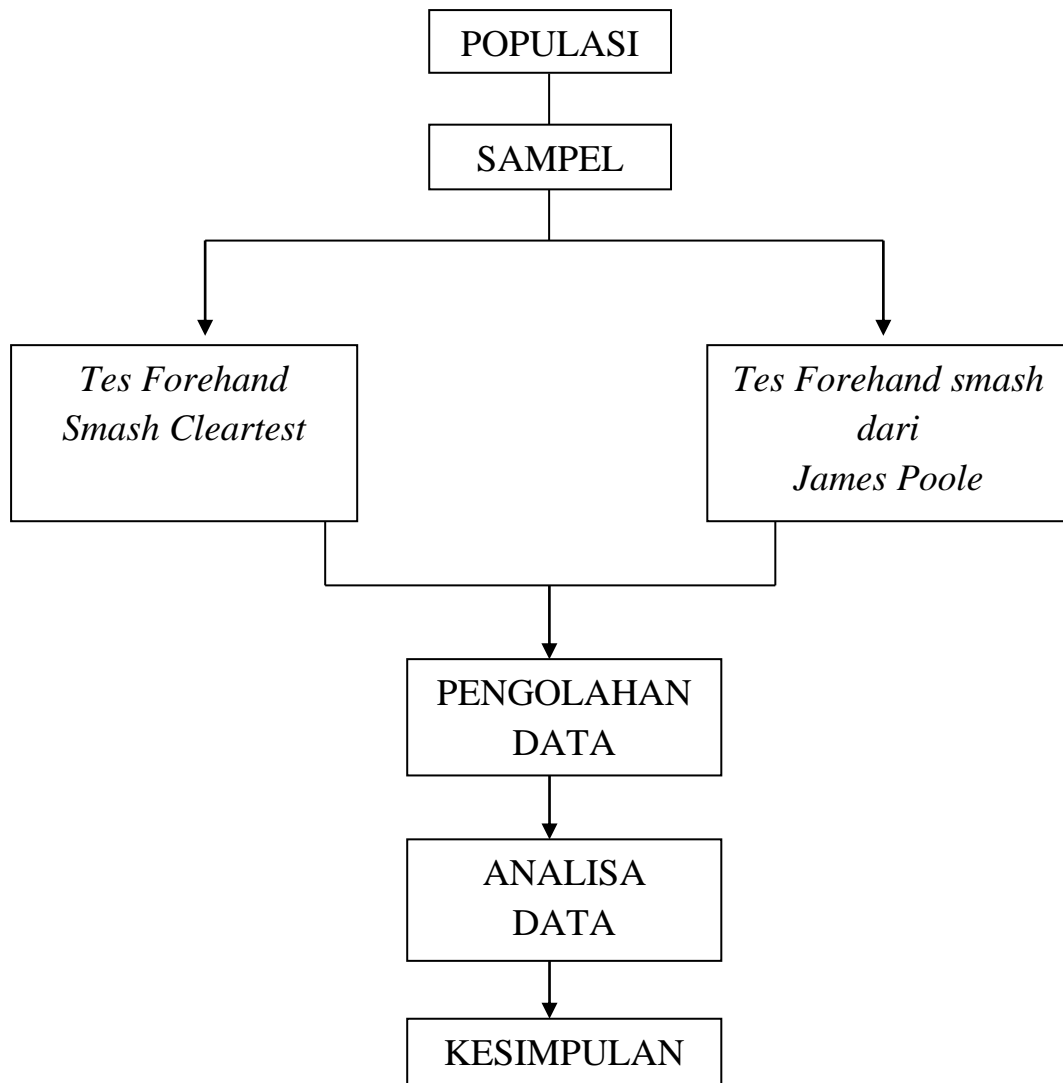 POPULASI
SAMPEL
Tes Forehand
Smash Cleartest
Tes Forehand smash
dari
James Poole
PENGOLAHAN
DATA
ANALISA
DATA
KESIMPULAN